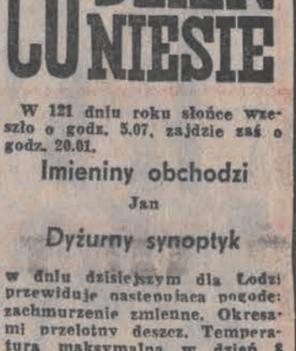 CO DZIEŃ
NIESIE
W 121 dniu roku słońce wze-
szło o godz. 5.07, zajdzie zaś o
godz. 20.01.
Imieniny obchodzi
Jan
Dyżurny synoptyk
w dniu dzisiejszym dla Łodzi
przewiduje następującą pogodę:
zachmurzenie zmienne. Okresa-
mi przelotny deszcz. Tempera-
tura maksymalna w dzień 8